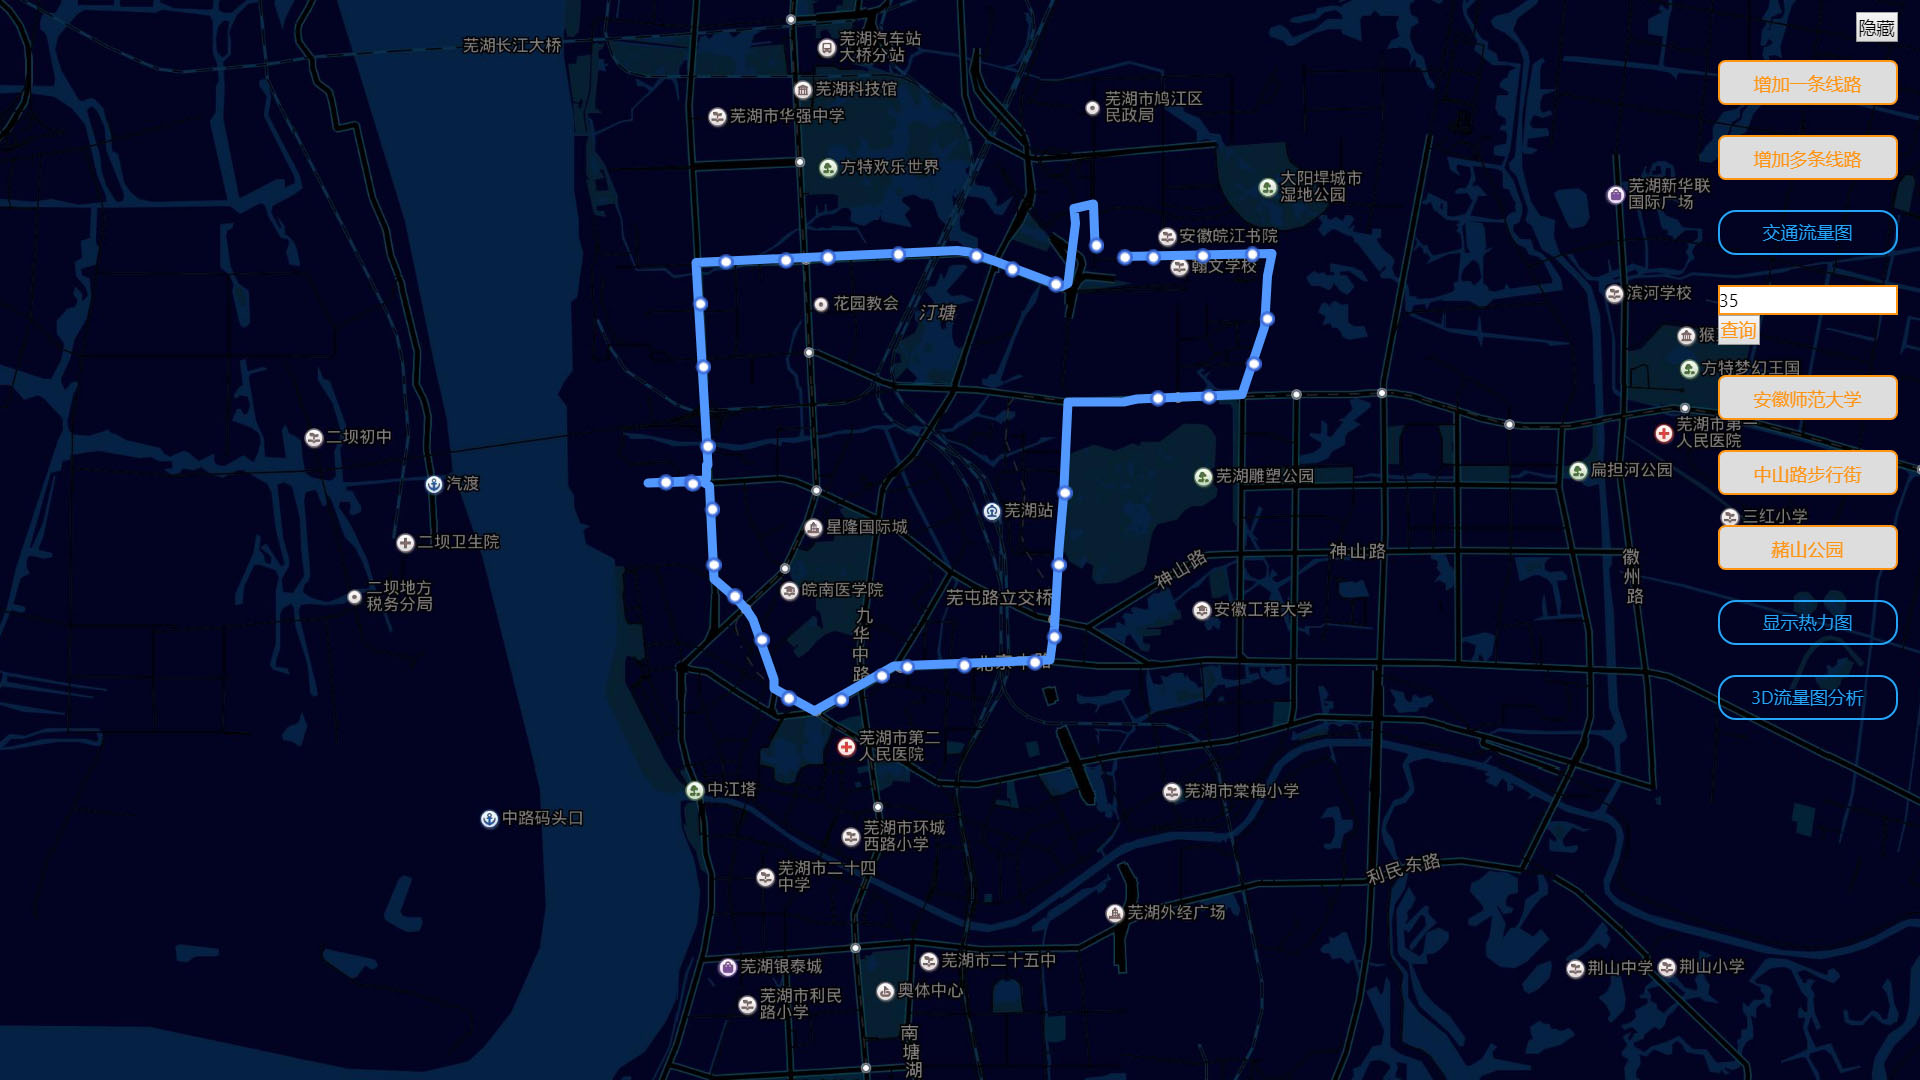 隐藏
芜湖长江大桥
芜湖汽车站
大桥分站
芜湖科技馆
芜湖市华强中学
芜湖市鸠江区
民政局
增加一条线路
增加多条线路
方特欢乐世界
大阳垾城市
湿地公园
芜湖新华联
国际广场
交通流量图
安徽皖江书院
翰文学校
滨河学校
35
查询
花园教会
汀塘
猴
方特梦幻王国
安徽师范大学
芜湖市第一
人民医院
二坝初中
汽渡
芜湖雕塑公园
扁担河公园
中山路步行街
三红小学
星隆国际城
芜湖站
二坝卫生院
神山路
神山路
徽州路
赭山公园
二坝地方
税务分局
皖南医学院
芜屯路立交桥
九华中路
安徽工程大学
显示热力图
北京中路
3D流量图分析
芜湖市第二
人民医院
中江塔
芜湖市棠梅小学
中路码头口
芜湖市环城
西路小学
芜湖市二十四
中学
利民东路
芜湖外经广场
芜湖银泰城
芜湖市二十五中
荆山中学
荆山小学
芜湖市利民
路小学
奥体中心
南塘湖